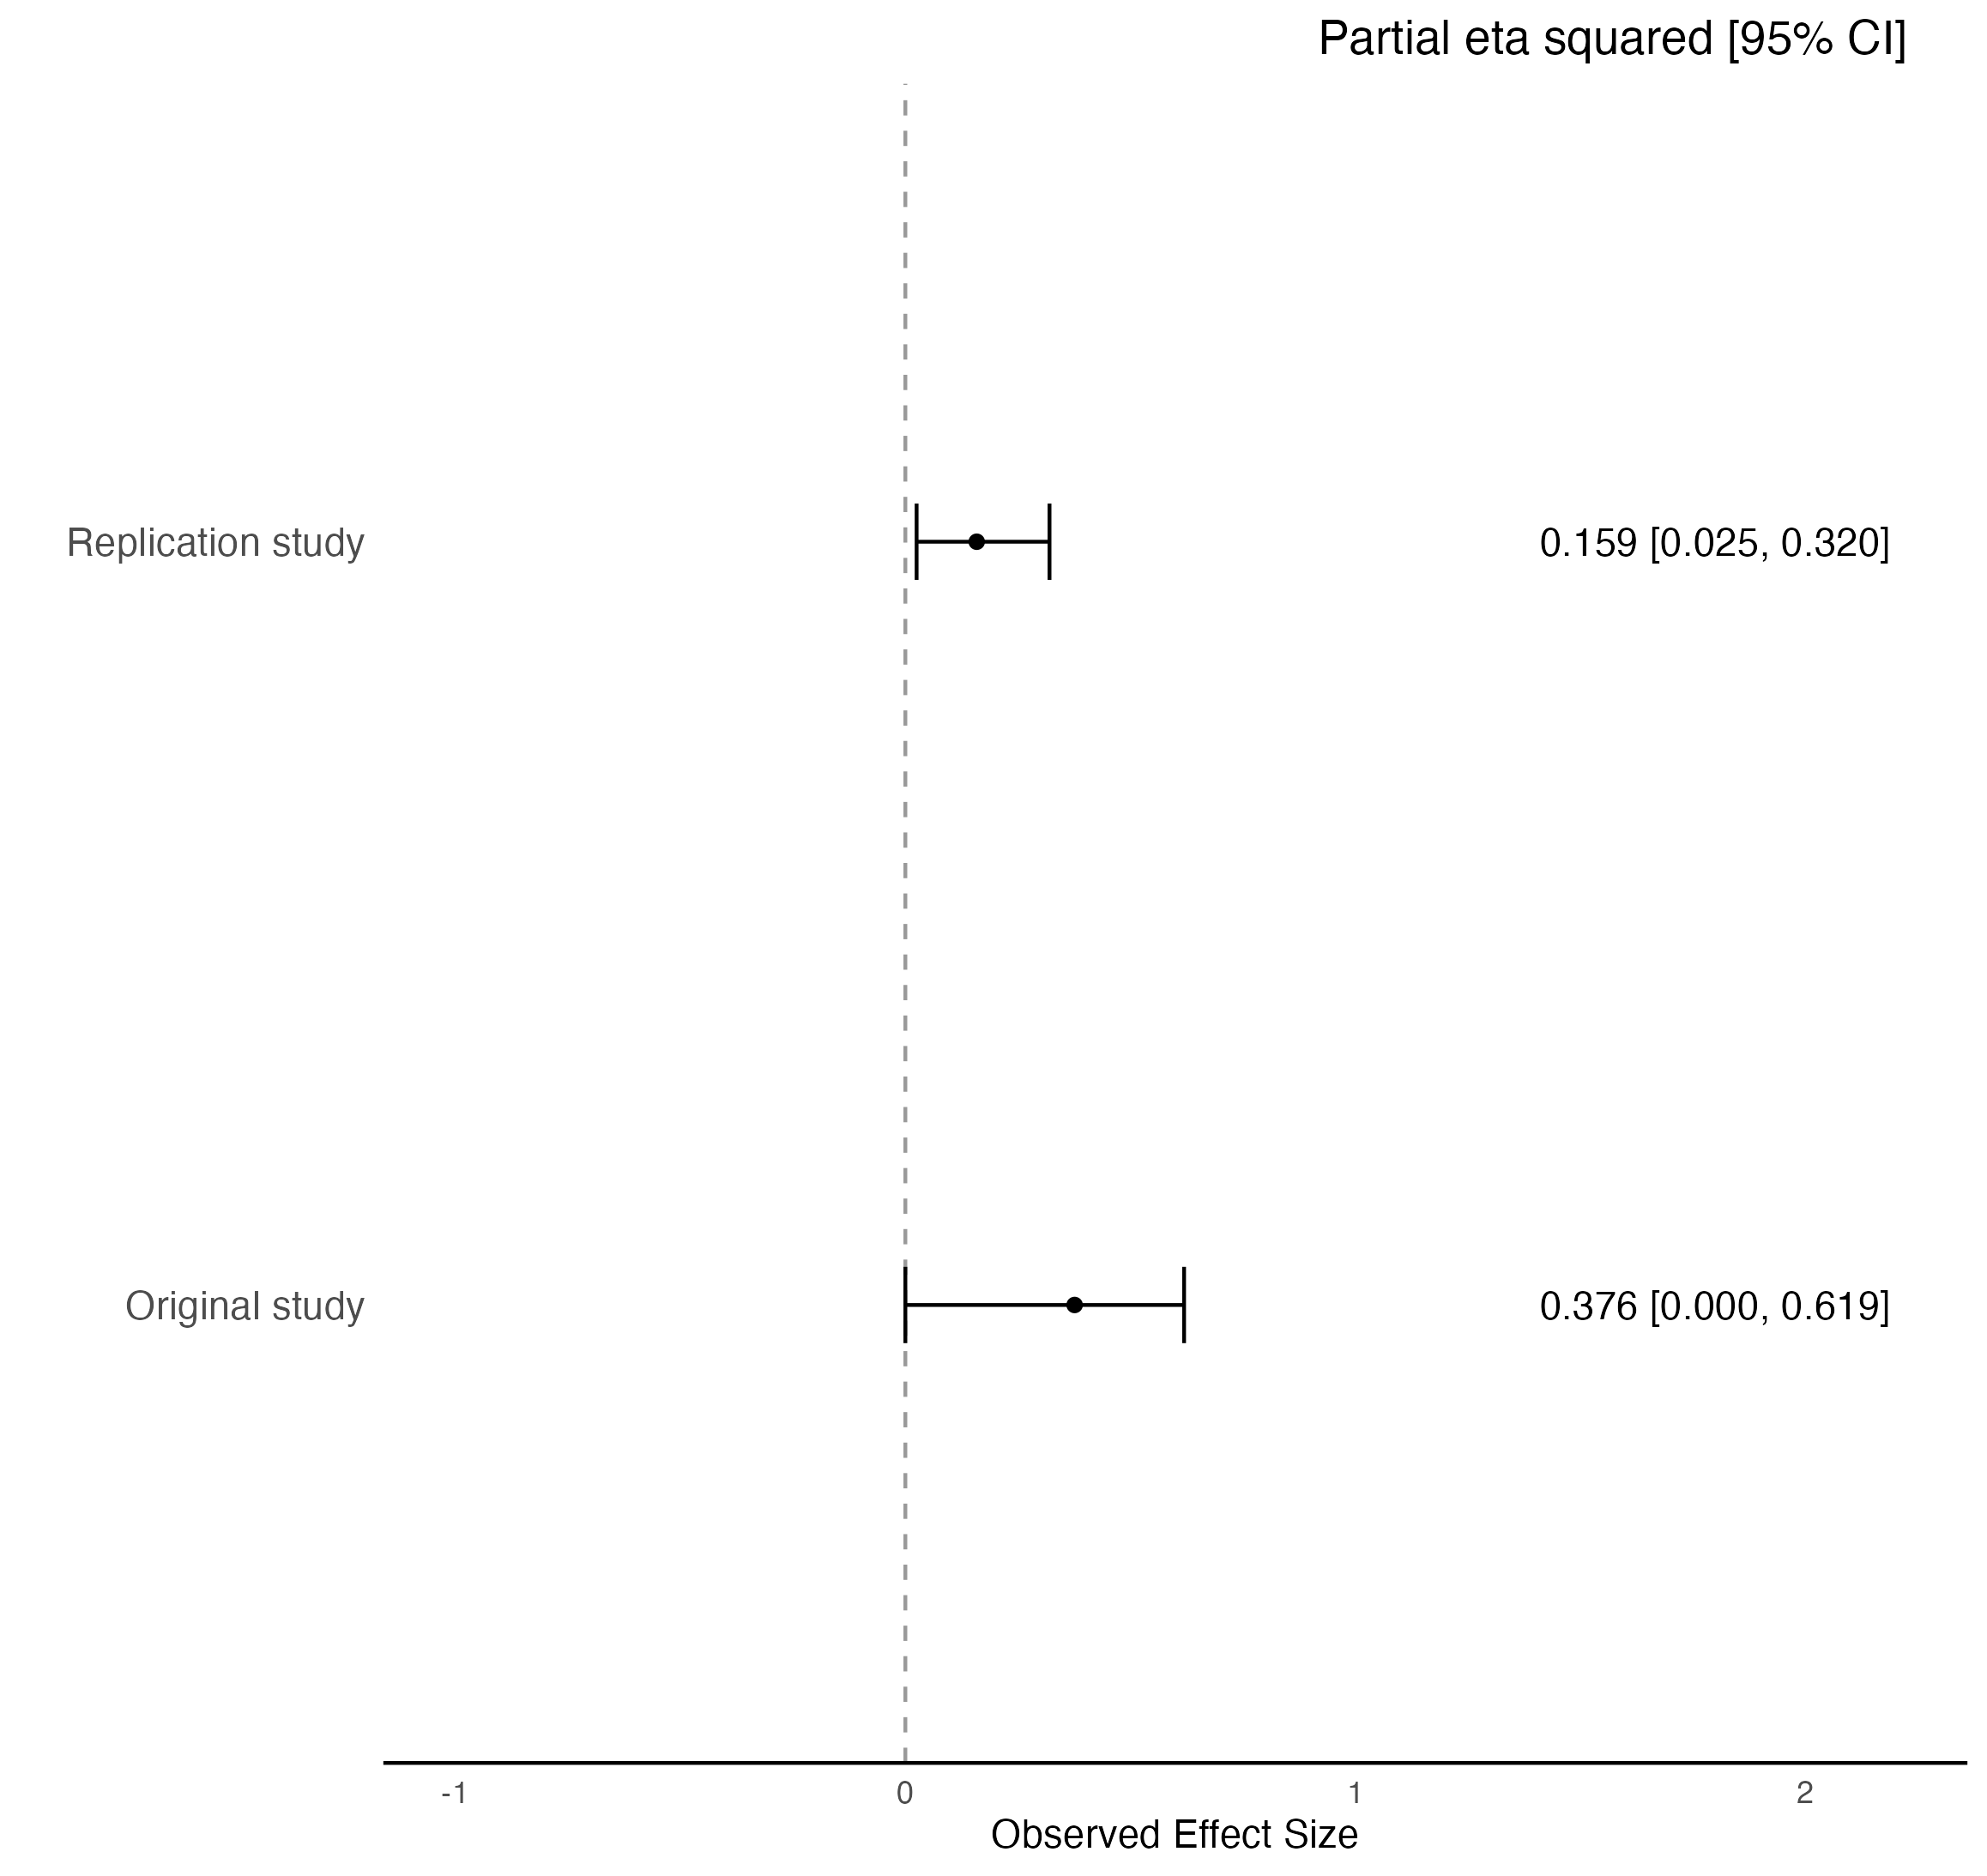 Partial eta squared [95% CI]
Replication study
0.159 [0.025, 0.320]
Original study
0.376 [0.000, 0.619]
-1 0 1 2
Observed Effect Size